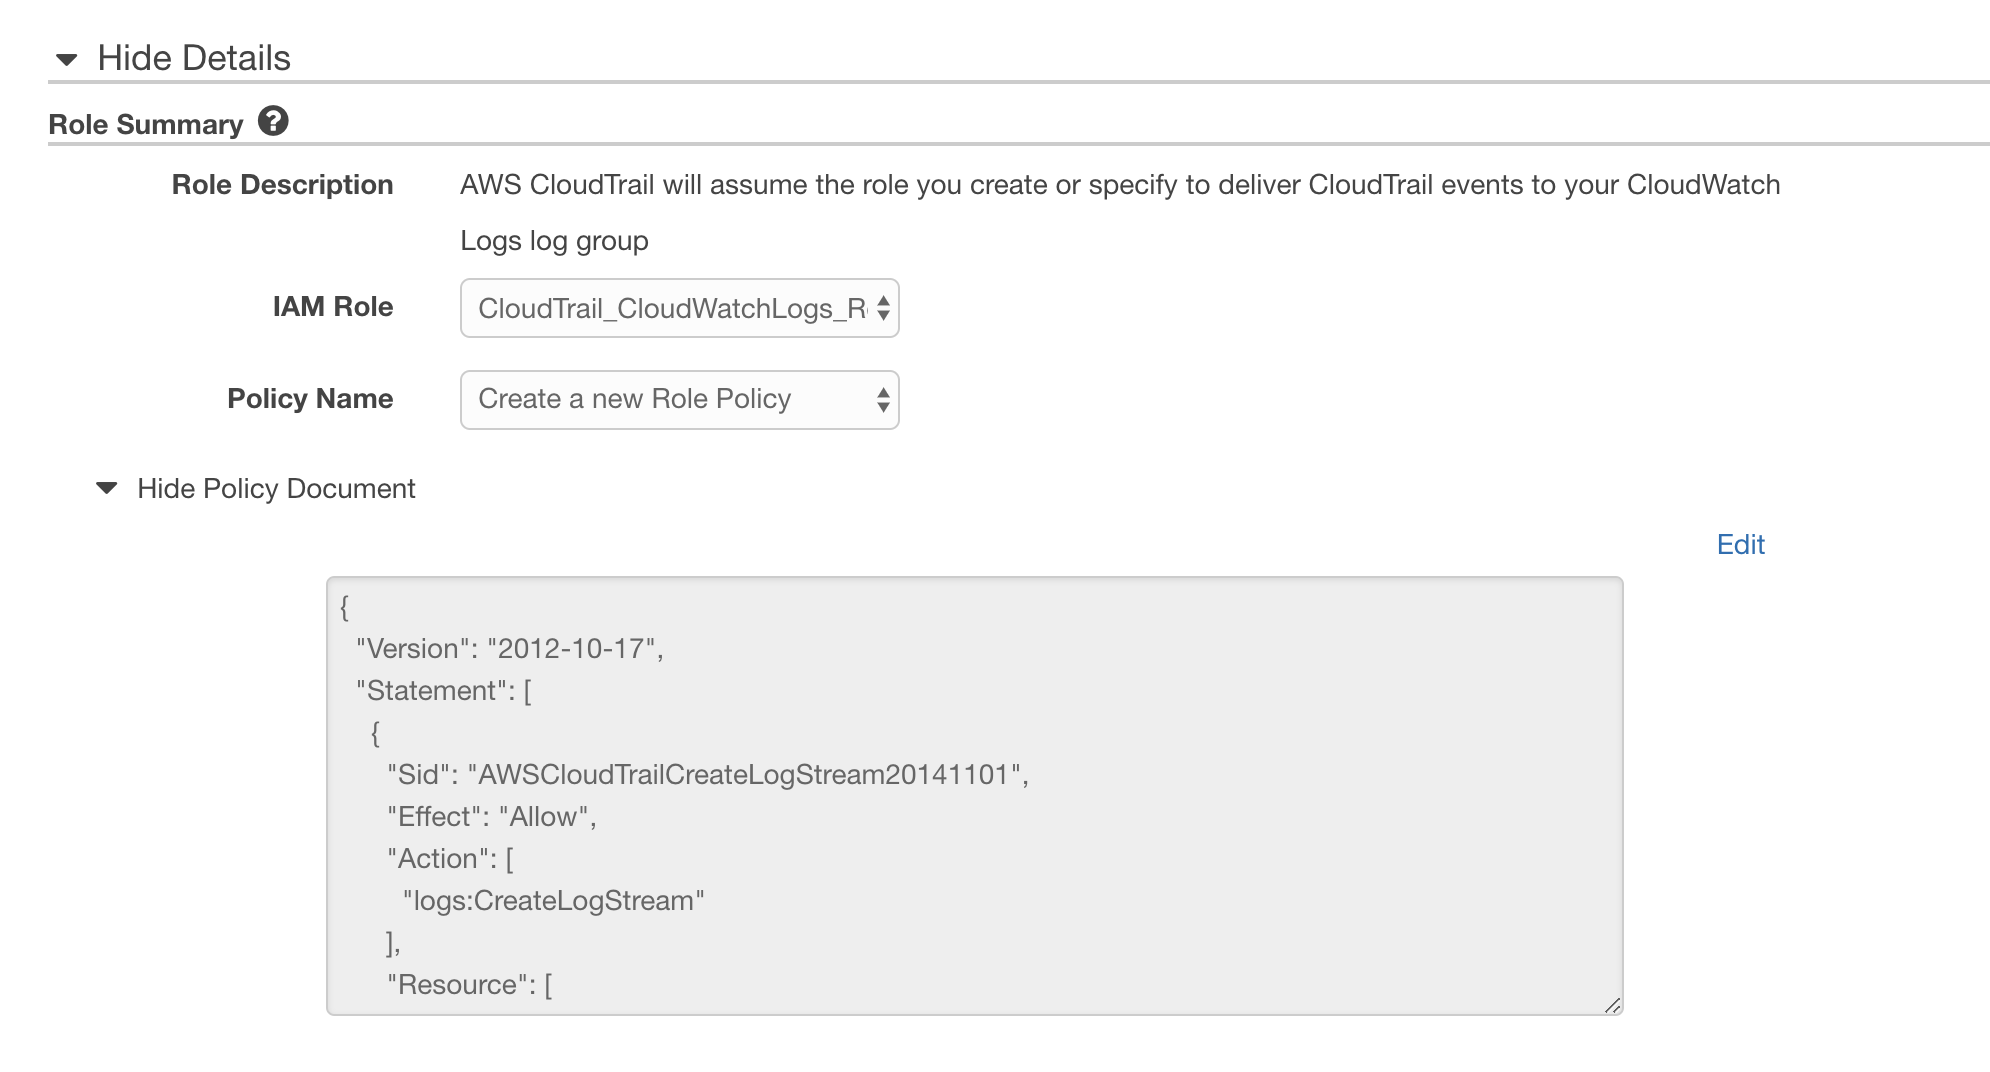 Hide Details
Role Summary ?
Role Description AWS CloudTrail will assume the role you create or specify to deliver CloudTrail events to your CloudWatch
Logs log group
IAM Role CloudTrail_CloudWatchLogs_R
Policy Name Create a new Role Policy
Hide Policy Document
Edit
{
"Version": "2012-10-17",
"Statement": [
{
"Sid": "AWSCloudTrailCreateLogStream20141101",
"Effect": "Allow",
"Action": [
"logs:CreateLogStream"
],
"Resource": [